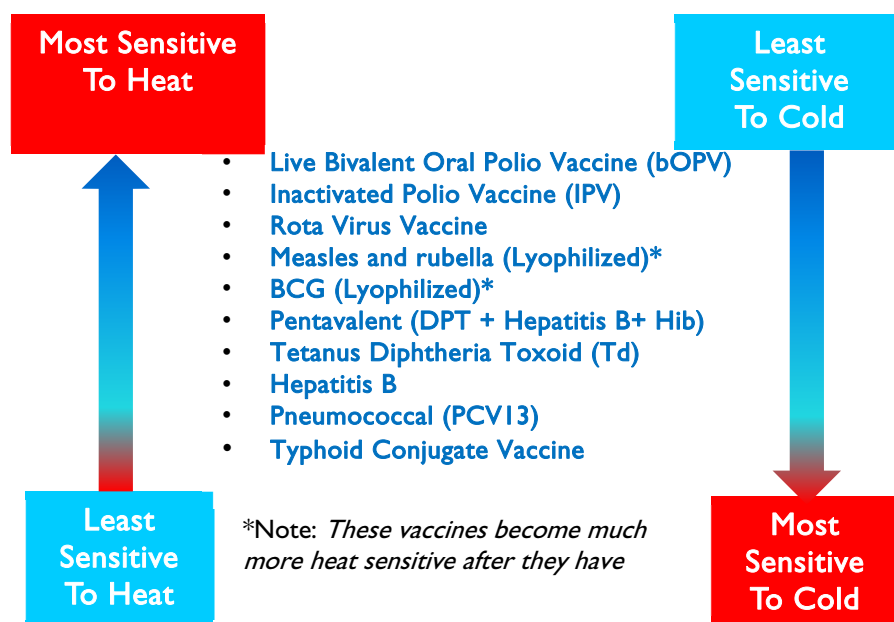 Most Sensitive
To Heat
Least
Sensitive
To Cold
• Live Bivalent Oral Polio Vaccine (bOPV)
• Inactivated Polio Vaccine (IPV)
• Rota Virus Vaccine
• Measles and rubella (Lyophilized)*
• BCG (Lyophilized)*
• Pentavalent (DPT + Hepatitis B+ Hib)
• Tetanus Diphtheria Toxoid (Td)
• Hepatitis B
• Pneumococcal (PCV13)
• Typhoid Conjugate Vaccine
Least
Sensitive
To Heat
*Note: These vaccines become much
more heat sensitive after they have
Most
Sensitive
To Cold